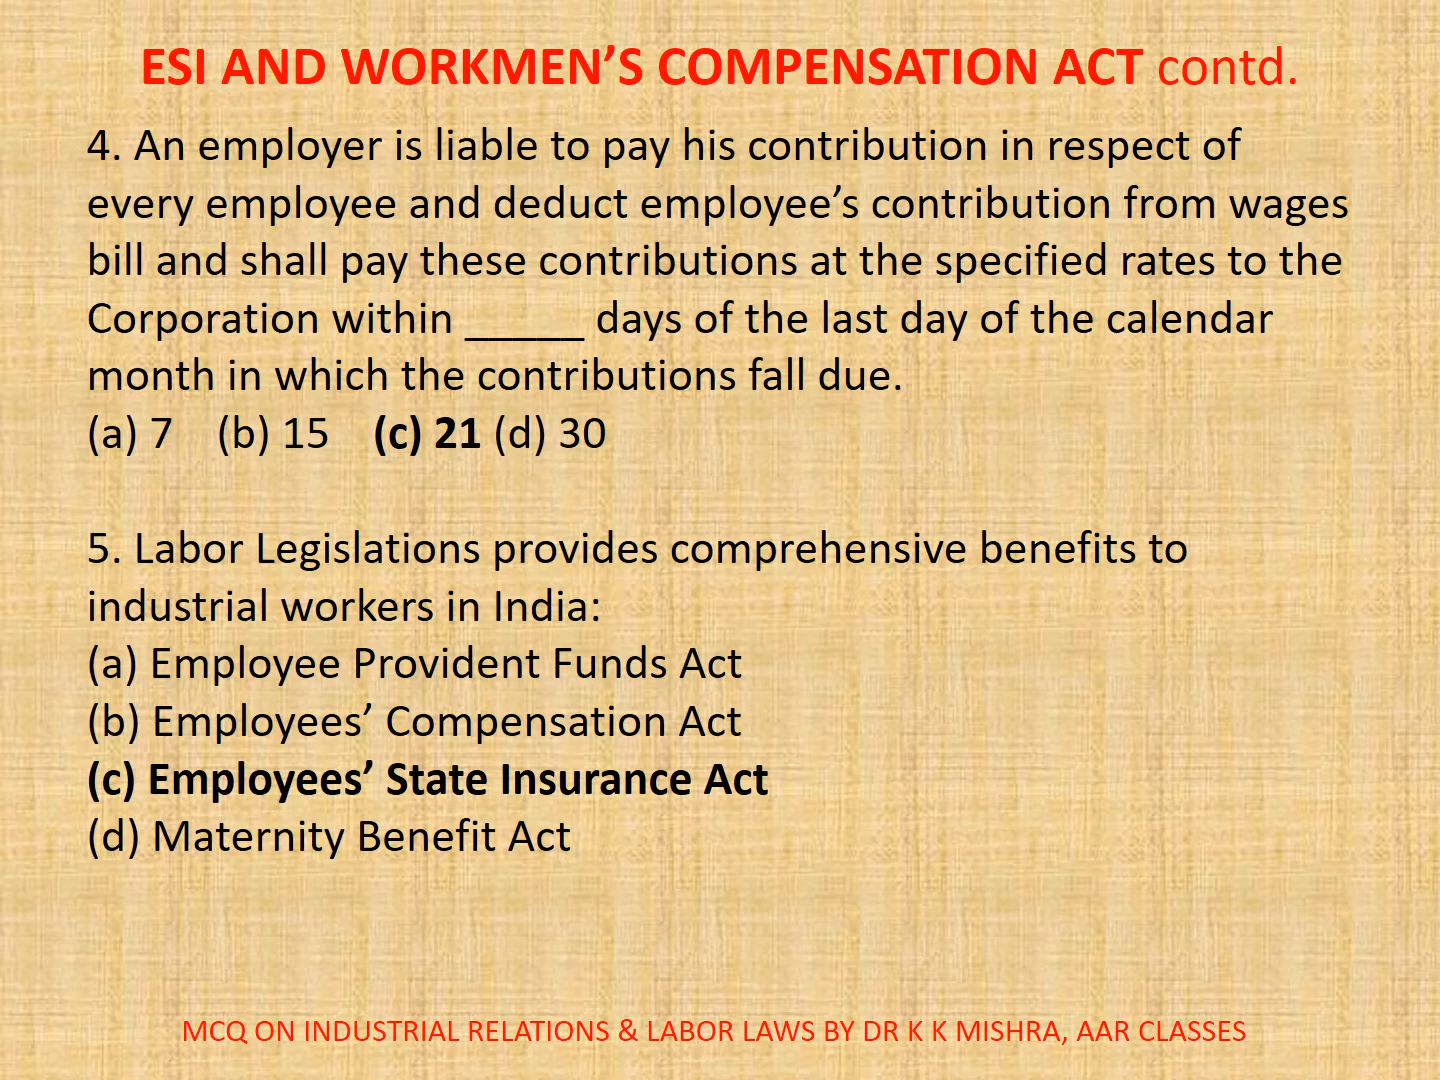 ESI AND WORKMEN’S COMPENSATION ACT contd.
4. An employer is liable to pay his contribution in respect of
every employee and deduct employee’s contribution from wages
bill and shall pay these contributions at the specified rates to the
Corporation within _____ days of the last day of the calendar
month in which the contributions fall due.
(a) 7 (b) 15 (c) 21 (d) 30
5. Labor Legislations provides comprehensive benefits to
industrial workers in India:
(a) Employee Provident Funds Act
(b) Employees’ Compensation Act
(c) Employees’ State Insurance Act
(d) Maternity Benefit Act
MCQ ON INDUSTRIAL RELATIONS & LABOR LAWS BY DR K K MISHRA, AAR CLASSES